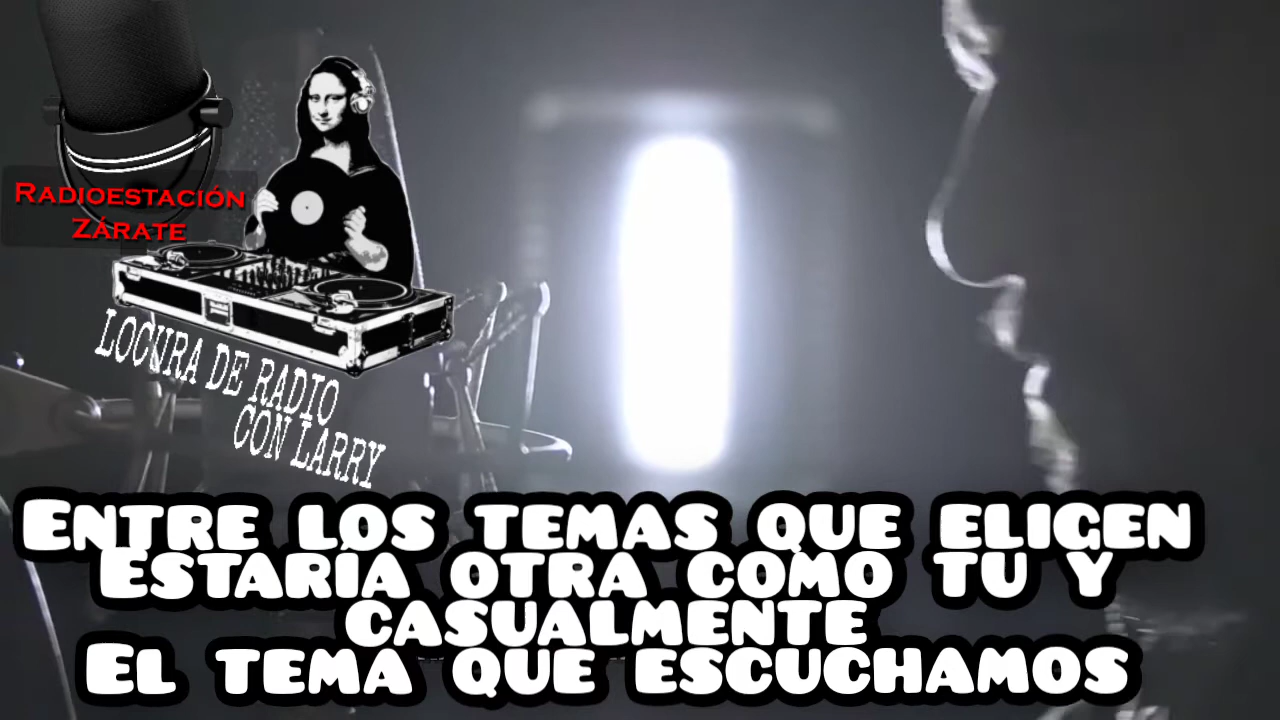 RADIOESTACIÓN
ZÁRATE
LOCURA DE RADIO
CON LARRY
ENTRE LOS TEMAS QUE ELIGEN
ESTARÍA OTRA COMO TU Y
CASUALMENTE
EL TEMA QUE ESCUCHAMOS